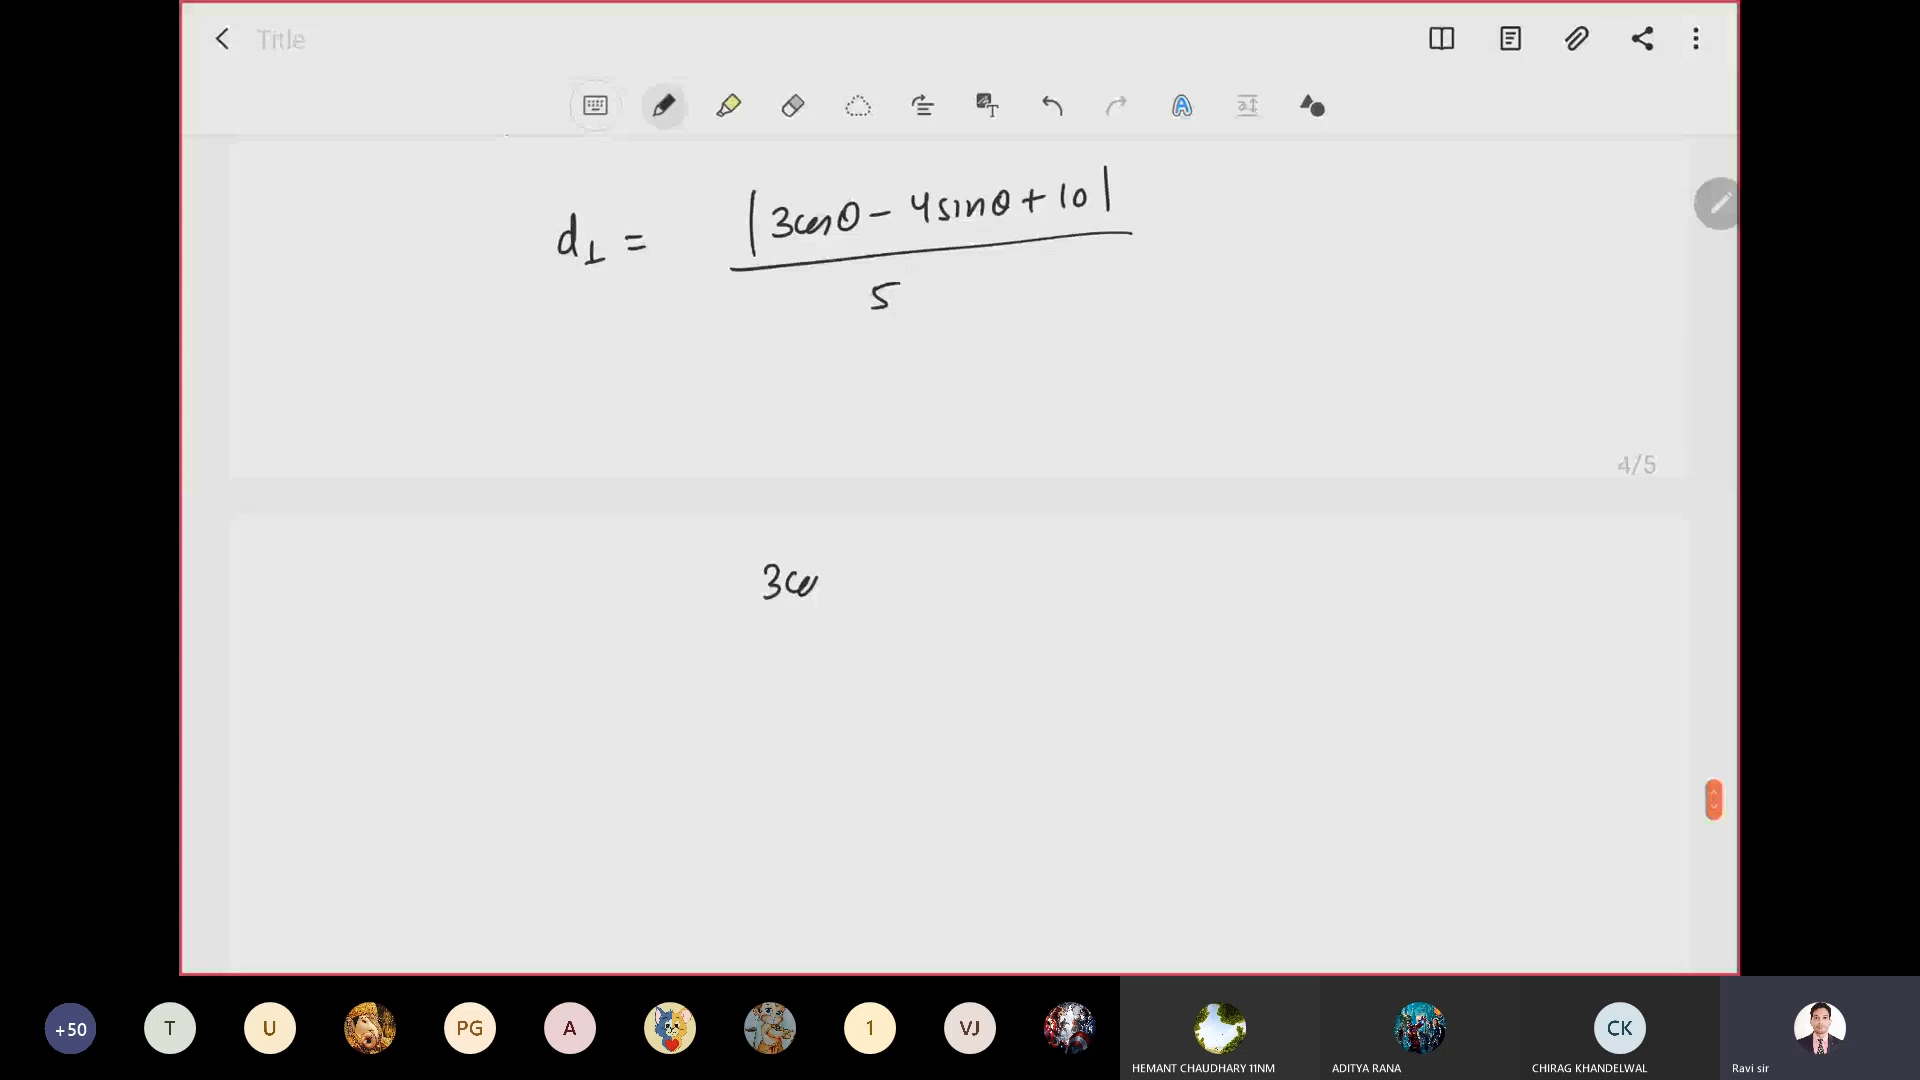 Title
d⊥ = |3cosθ − 4sinθ + 10|
5
4/5
3co
+50
T
U
PG
A
1
VJ
CK
HEMANT CHAUDHARY 11NM
ADITYA RANA
CHIRAG KHANDELWAL
Ravi sir